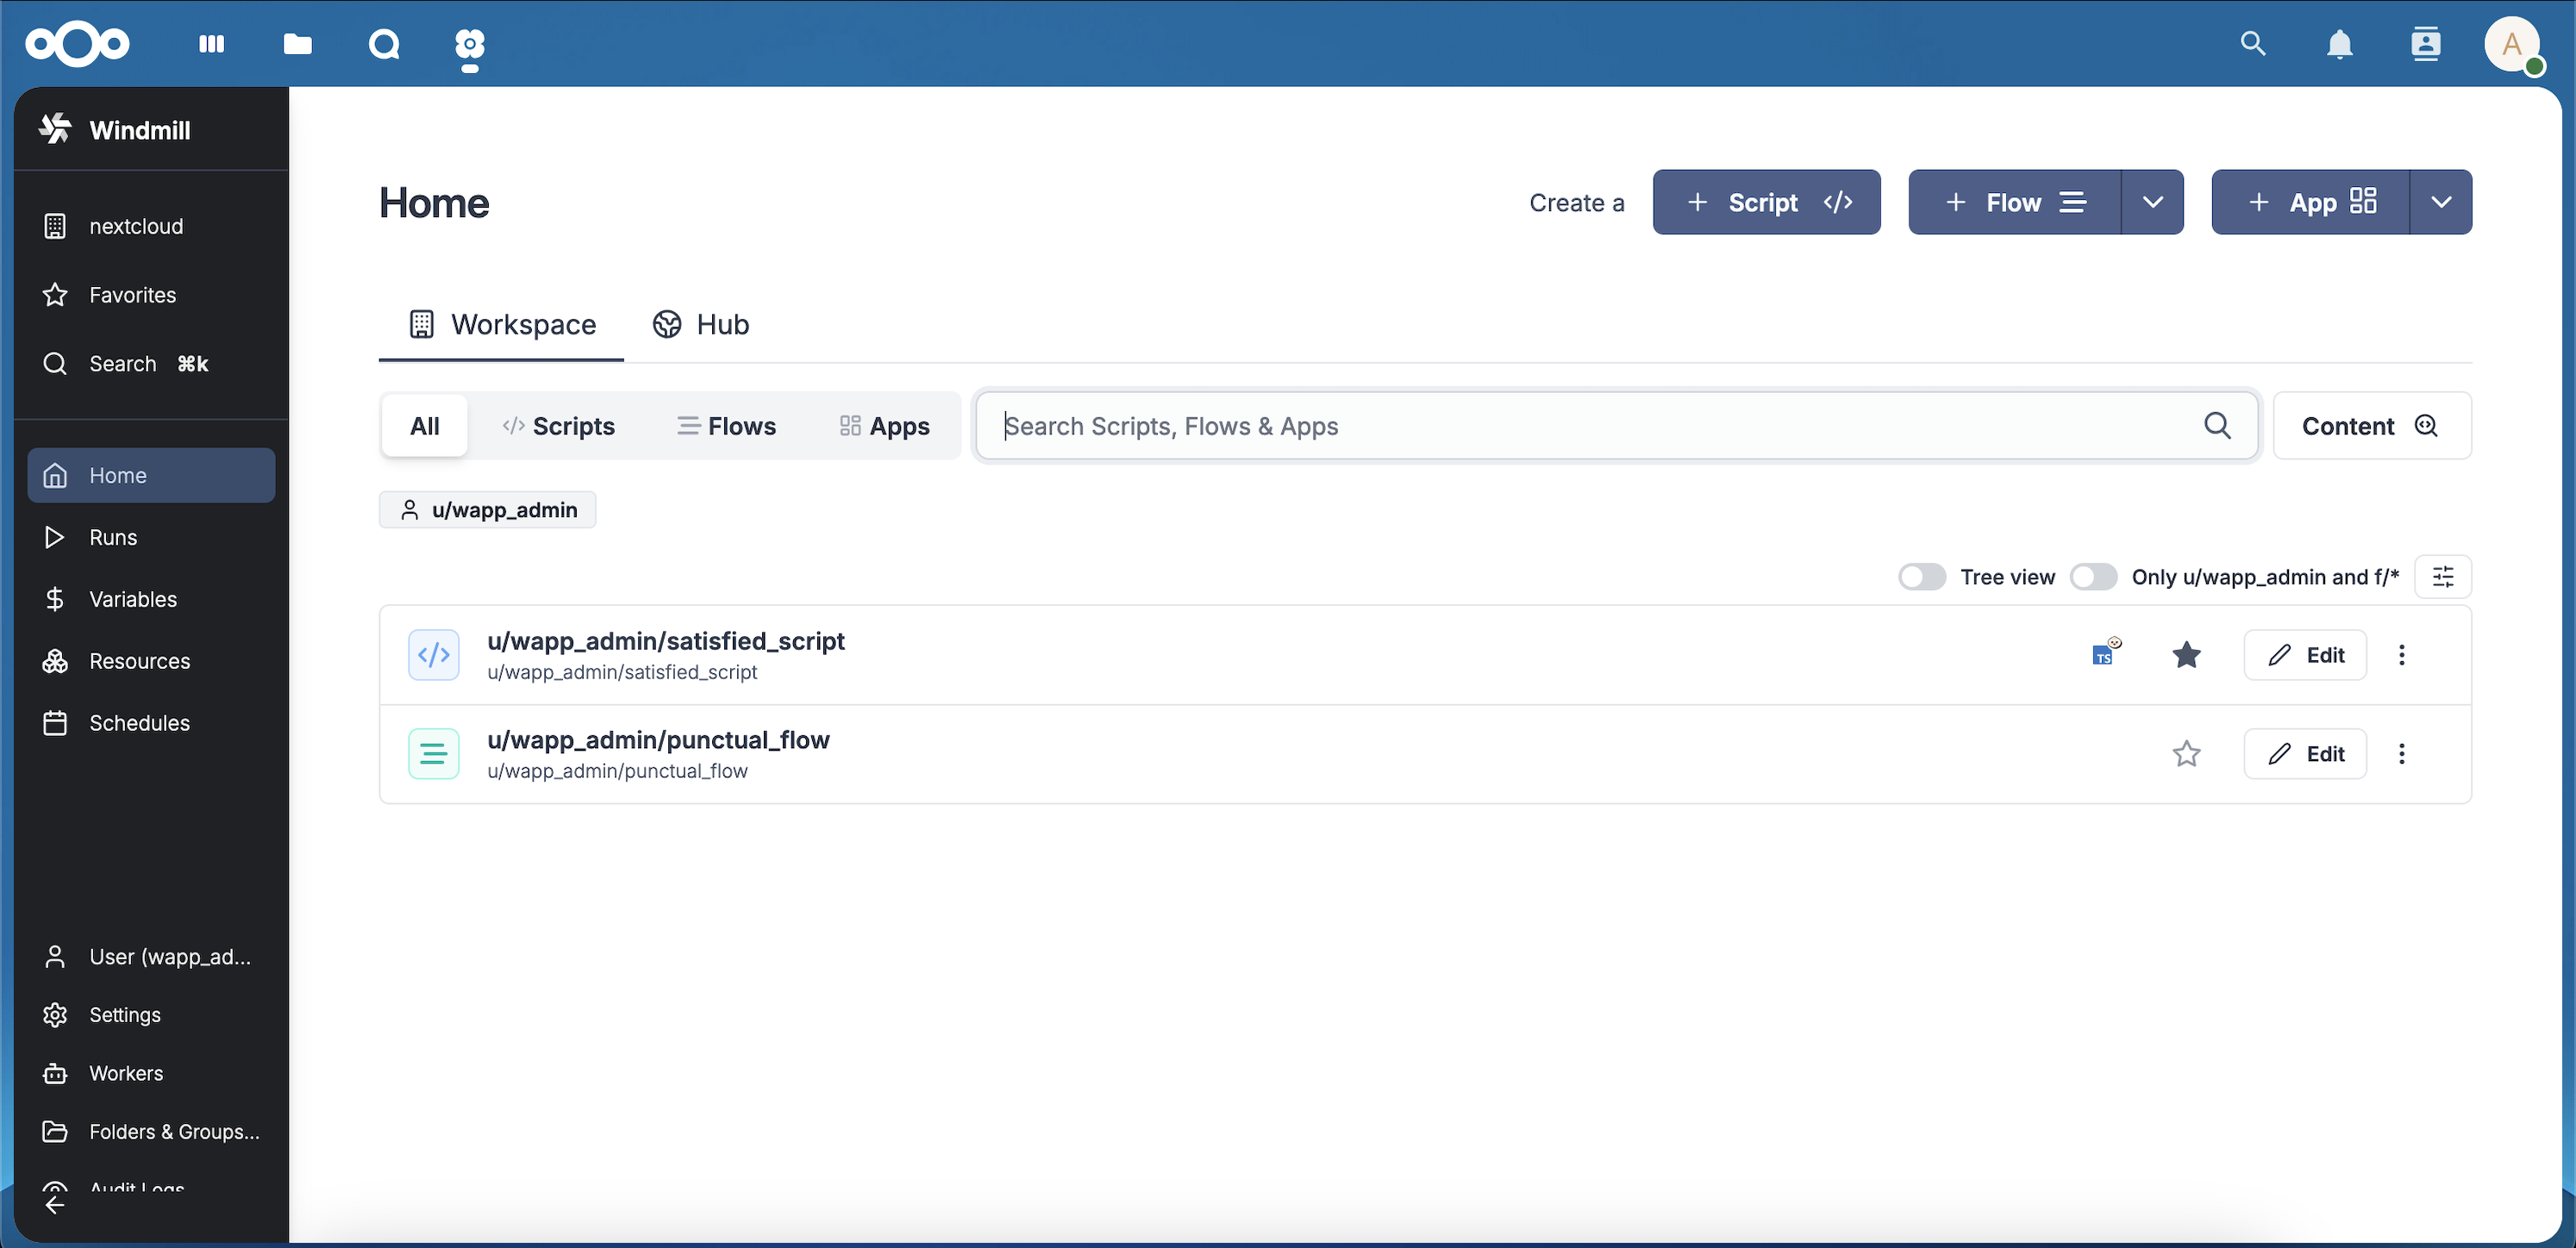 A
Windmill
nextcloud
Favorites
Search ⌘k
Home
Runs
Variables
Resources
Schedules
User (wapp_ad...
Settings
Workers
Folders & Groups...
Audit Logs
Home
Create a
+ Script </>
+ Flow
+ App
Workspace
Hub
All
</> Scripts
Flows
Apps
Search Scripts, Flows & Apps
Content
u/wapp_admin
Tree view
Only u/wapp_admin and f/*
u/wapp_admin/satisfied_script
u/wapp_admin/satisfied_script
TS
Edit
u/wapp_admin/punctual_flow
u/wapp_admin/punctual_flow
Edit